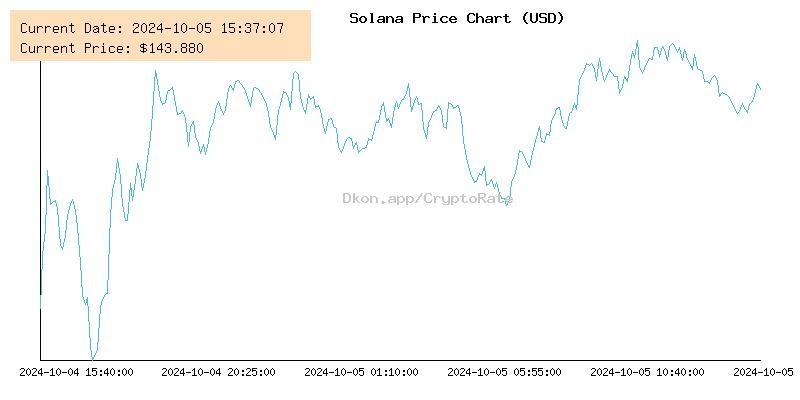 Solana Price Chart (USD)
Current Date: 2024-10-05 15:37:07
Current Price: $143.880
Dkon.app/CryptoRate
2024-10-04 15:40:00
2024-10-04 20:25:00
2024-10-05 01:10:00
2024-10-05 05:55:00
2024-10-05 10:40:00
2024-10-05